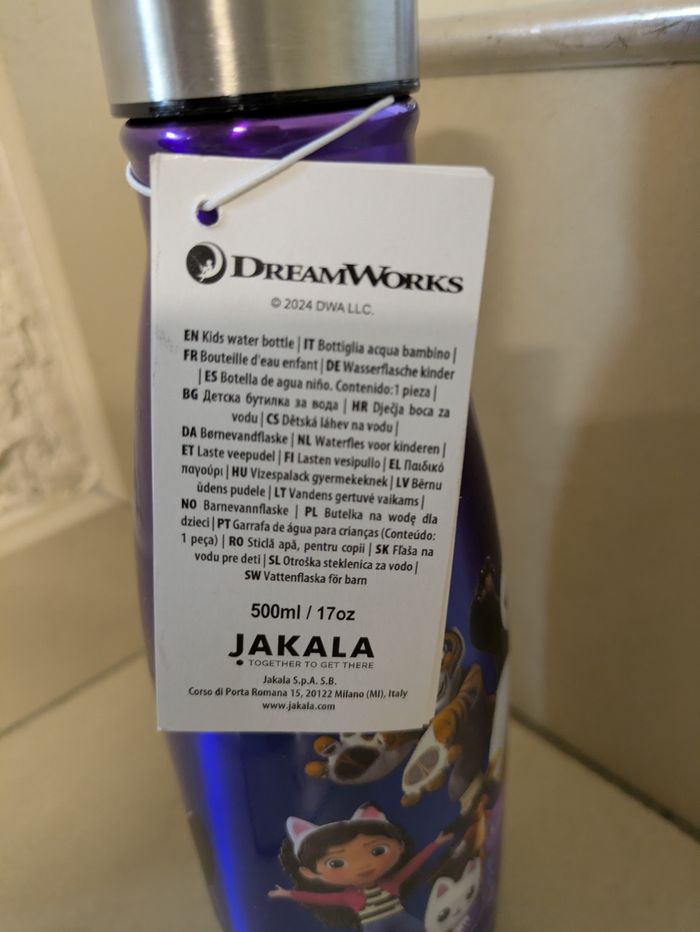 DREAMWORKS
© 2024 DWA LLC.
EN Kids water bottle | IT Bottiglia acqua bambino |
FR Bouteille d'eau enfant | DE Wasserflasche kinder
| ES Botella de agua niño. Contenido:1 pieza |
BG Детска бутилка за вода | HR Dječja boca za
vodu | CS Dětská láhev na vodu |
DA Børnevandflaske | NL Waterfles voor kinderen |
ET Laste veepudel | FI Lasten vesipullo | EL Παιδικό
παγούρι | HU Vizespalack gyermekeknek | LV Bērnu
ūdens pudele | LT Vandens gertuvė vaikams |
NO Barnevannflaske | PL Butelka na wodę dla
dzieci | PT Garrafa de água para crianças (Conteúdo:
1 peça) | RO Sticlă apă, pentru copii | SK Fľaša na
vodu pre deti | SL Otroška steklenica za vodo |
SW Vattenflaska för barn
500ml / 17oz
JAKALA
TOGETHER TO GET THERE
Jakala S.p.A. S.B.
Corso di Porta Romana 15, 20122 Milano (MI), Italy
www.jakala.com